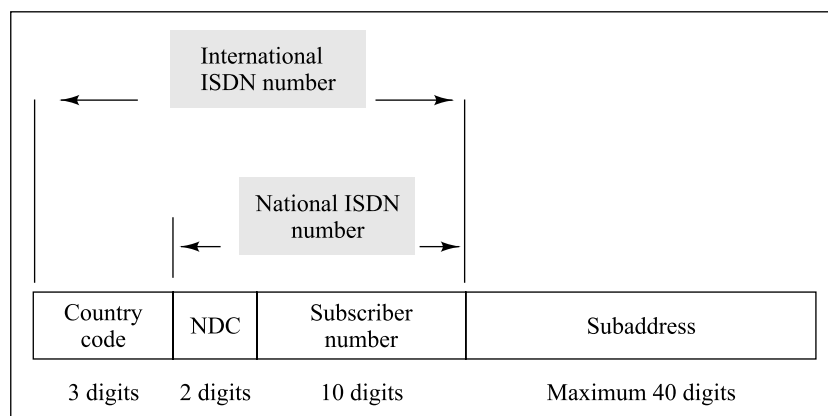 International
ISDN number
National ISDN
number
Country
code
NDC
Subscriber
number
Subaddress
3 digits
2 digits
10 digits
Maximum 40 digits